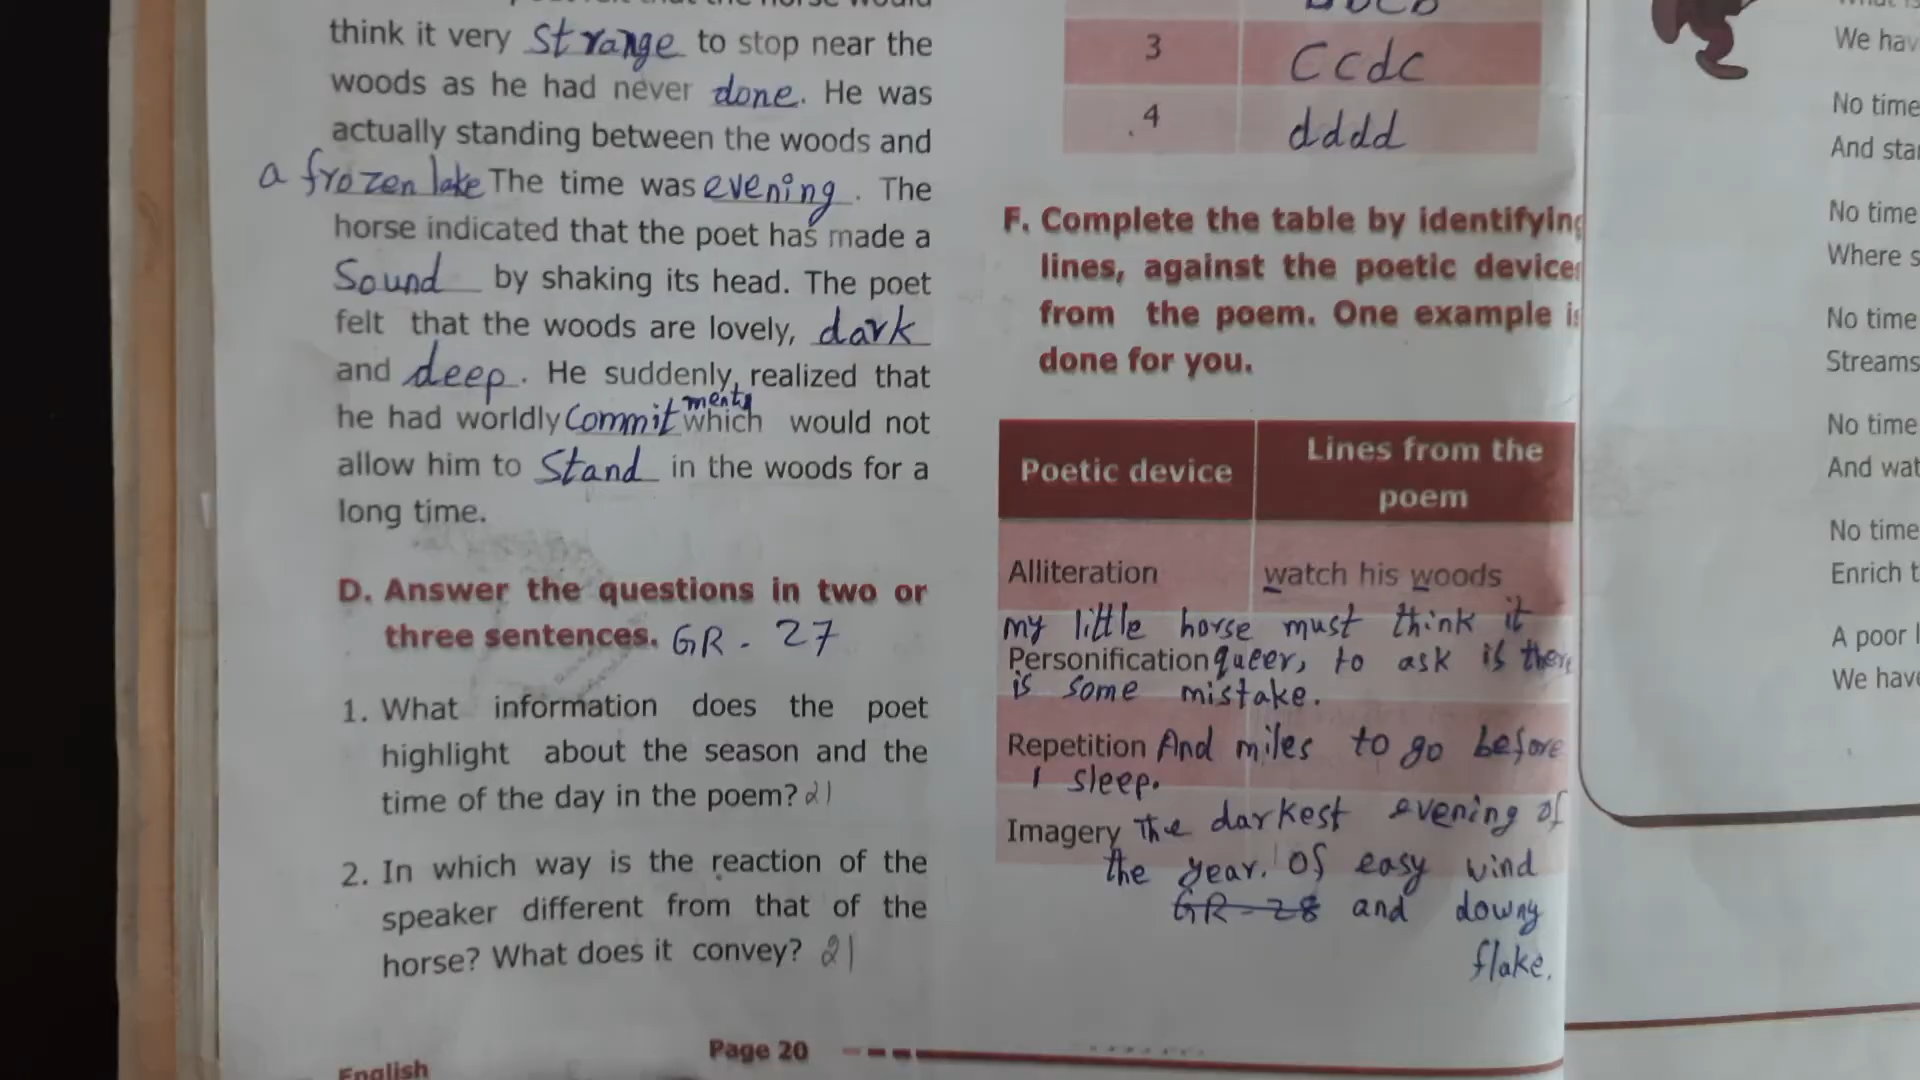 think it very strange to stop near the
woods as he had never done. He was
actually standing between the woods and
a frozen lake The time was evening. The
horse indicated that the poet has made a
Sound by shaking its head. The poet
felt that the woods are lovely, dark
and deep. He suddenly realized that
he had worldly Commitments which would not
allow him to Stand in the woods for a
long time.
D. Answer the questions in two or
three sentences. GR - 27
1. What information does the poet
highlight about the season and the
time of the day in the poem? 21
2. In which way is the reaction of the
speaker different from that of the
horse? What does it convey? 21
English
Page 20
3 Ccdc
4 dddd
F. Complete the table by identifying
lines, against the poetic device
from the poem. One example is
done for you.
Poetic device Lines from the
poem
Alliteration watch his woods
my little horse must think it
Personification queer, to ask is there
is some mistake.
Repetition And miles to go before
I sleep.
Imagery The darkest evening of
the year. Of easy wind
GR - 28 and downy
flake.
We hav
No time
And star
No time
Where s
No time
Streams
No time
And wat
No time
Enrich t
A poor l
We have